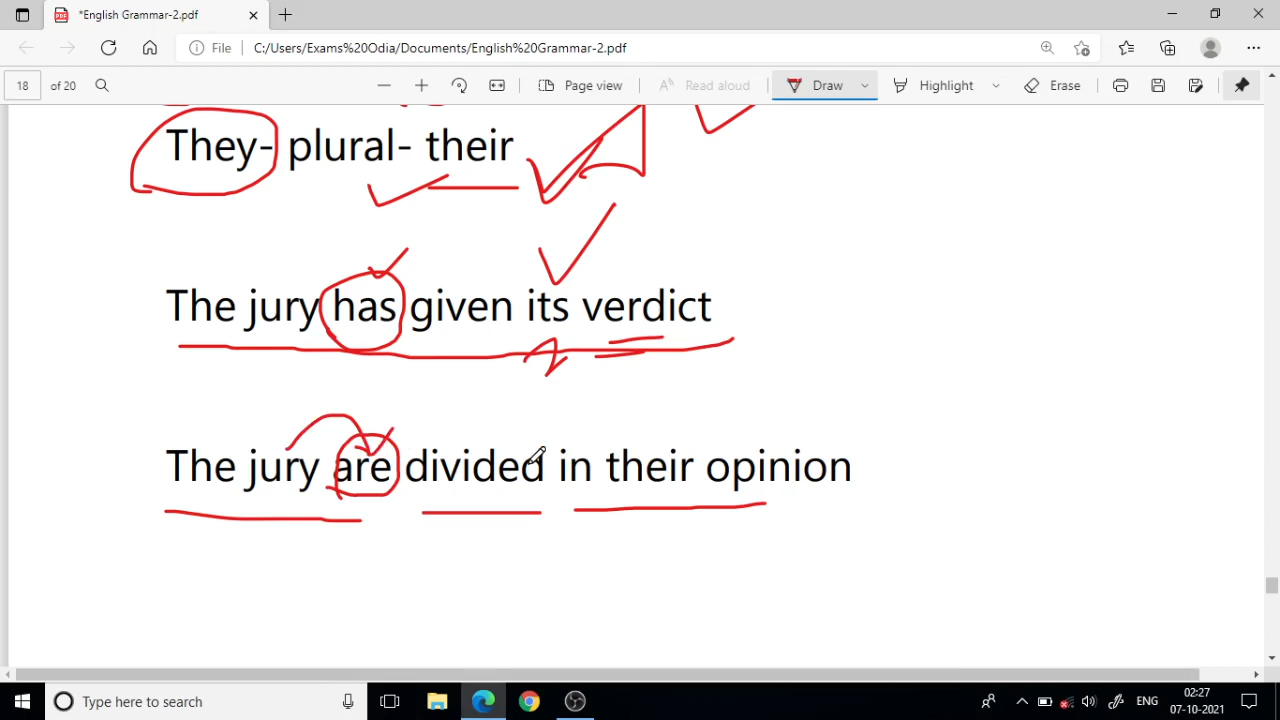 *English Grammar-2.pdf
File C:/Users/Exams%20Odia/Documents/English%20Grammar-2.pdf
18 of 20 Page view Read aloud Draw Highlight Erase
They- plural- their
The jury has given its verdict
The jury are divided in their opinion
Type here to search ENG 02:27
07-10-2021